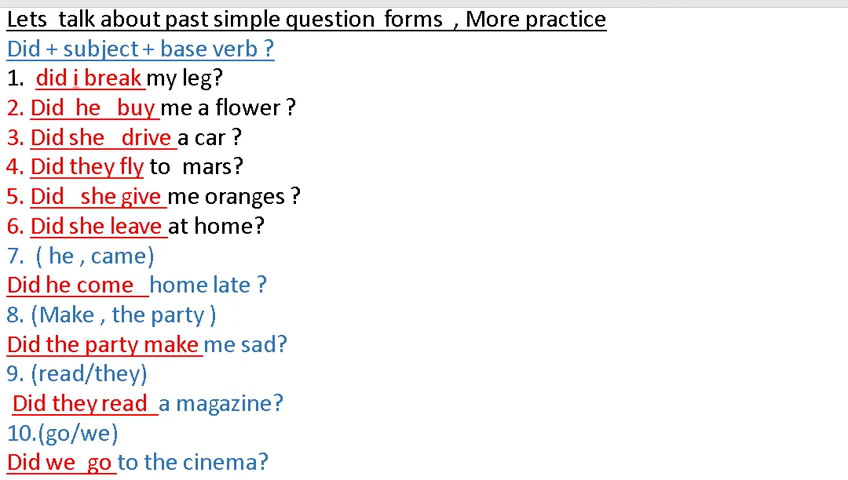 Lets talk about past simple question forms , More practice
Did + subject + base verb ?
1. did i break my leg?
2. Did he buy me a flower ?
3. Did she drive a car ?
4. Did they fly to mars?
5. Did she give me oranges ?
6. Did she leave at home?
7. ( he , came)
Did he come home late ?
8. (Make , the party )
Did the party make me sad?
9. (read/they)
Did they read a magazine?
10.(go/we)
Did we go to the cinema?